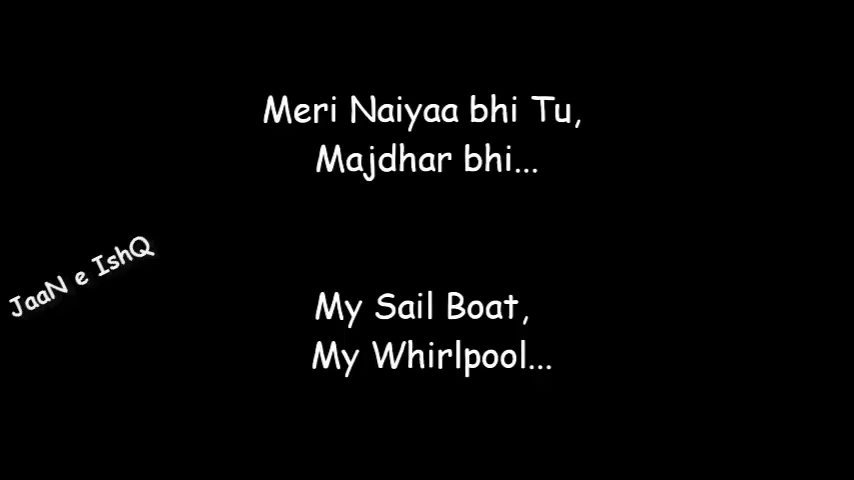 Meri Naiyaa bhi Tu,
Majdhar bhi...
JaaN e IshQ
My Sail Boat,
My Whirlpool...